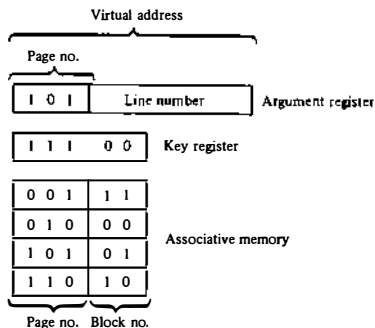 Virtual address
Page no.
1 0 1 Line number Argument register
1 1 1 0 0 Key register
0 0 1 1 1
0 1 0 0 0
Associative memory
1 0 1 0 1
1 1 0 1 0
Page no. Block no.